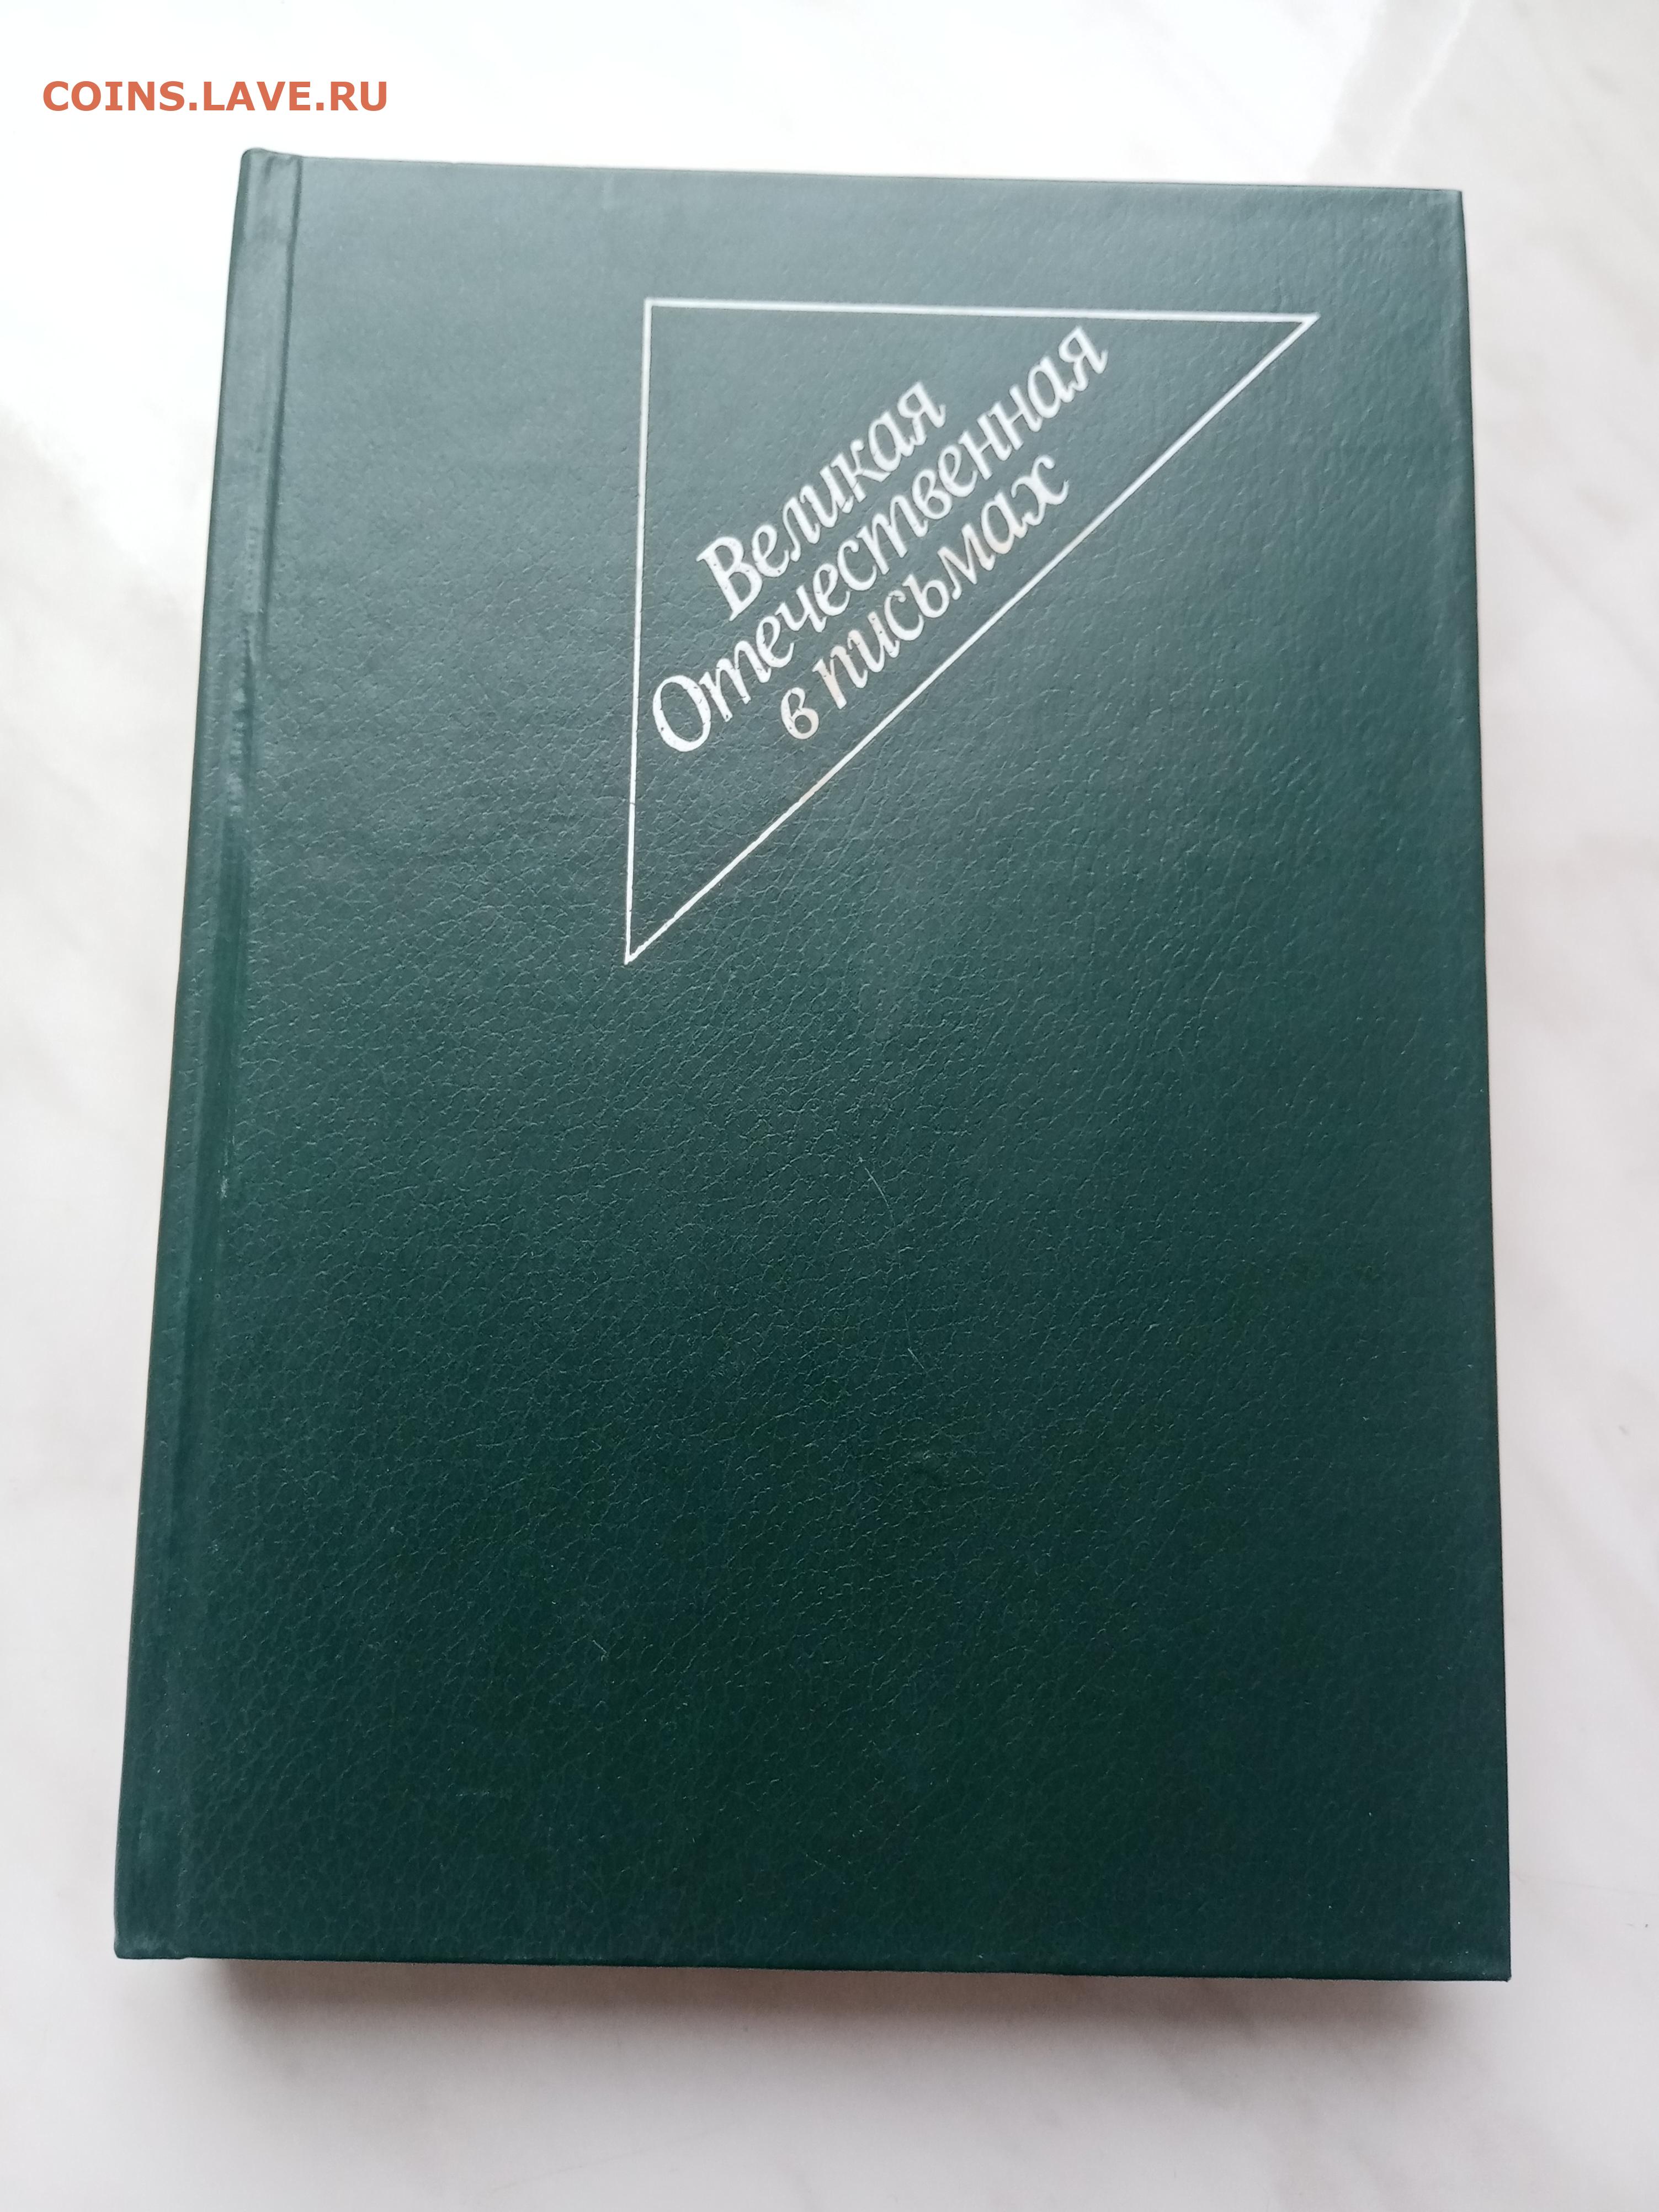 COINS.LAVE.RU
Великая
Отечественная
в письмах